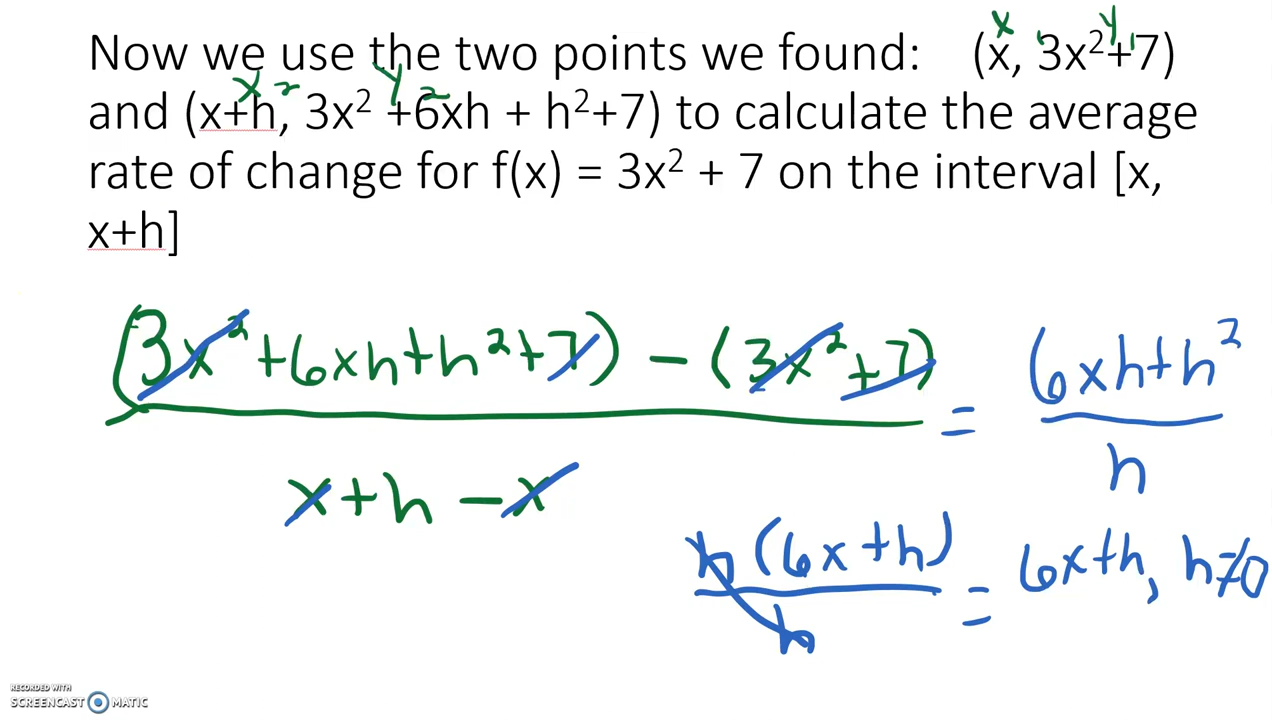 x y
Now we use the two points we found: (x, 3x²+7)
x₂ y₂
and (x+h, 3x² +6xh + h²+7) to calculate the average
rate of change for f(x) = 3x² + 7 on the interval [x,
x+h]
(3x²+6xh+h²+7) - (3x²+7) = 6xh+h²
x+h - x
h
h(6x+h) = 6x+h, h≠0
h
RECORDED WITH
SCREENCAST MATIC